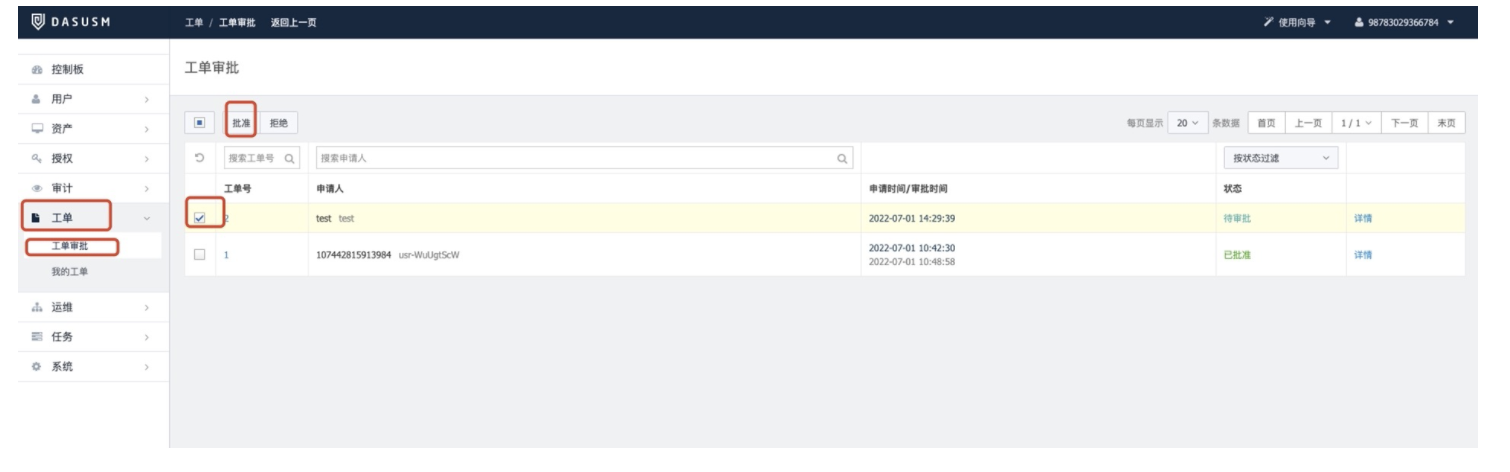 DASUSM
工单 / 工单审批 返回上一页
使用向导
98783029366784
控制板
用户
资产
授权
审计
工单
工单审批
我的工单
运维
任务
系统
工单审批
批准 拒绝
每页显示 20 条数据 首页 上一页 1 / 1 下一页 末页
搜索工单号 搜索申请人 按状态过滤
工单号 申请人 申请时间/审批时间 状态
2 test test 2022-07-01 14:29:39 待审批 详情
1 107442815913984 usr-WuUgtScW 2022-07-01 10:42:30 已批准 详情
2022-07-01 10:48:58